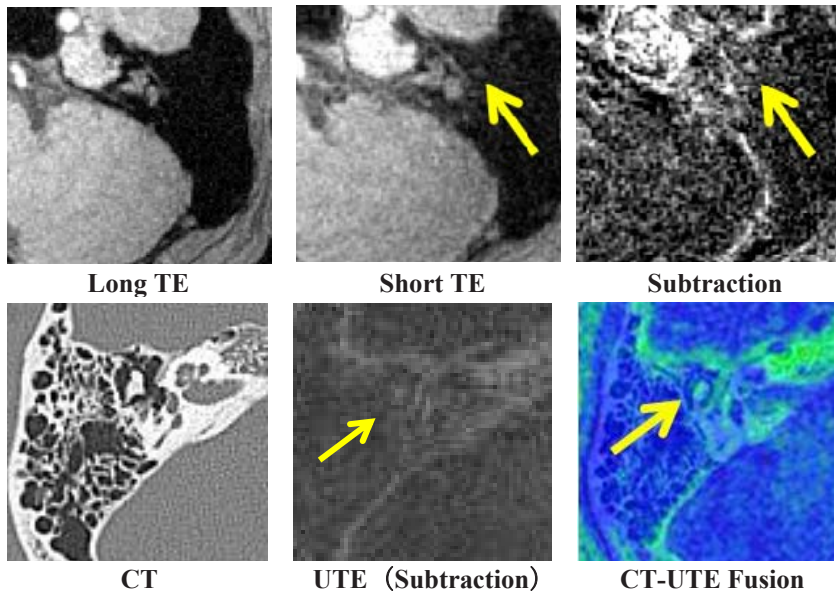 Long TE
Short TE
Subtraction
CT
UTE（Subtraction）
CT-UTE Fusion